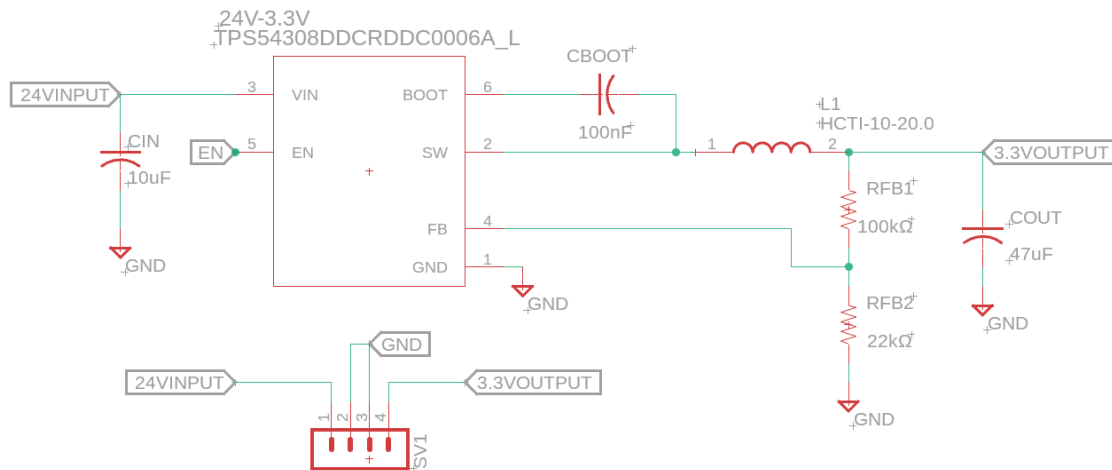 24V-3.3V
TPS54308DDCRDDC0006A_L
24VINPUT
3
VIN
BOOT
6
CBOOT
100nF
CIN
10uF
GND
EN
5
EN
SW
2
1
L1
HCTI-10-20.0
2
3.3VOUTPUT
FB
4
GND
1
GND
RFB1
100kΩ
RFB2
22kΩ
GND
COUT
47uF
GND
24VINPUT
GND
3.3VOUTPUT
1
2
3
4
SV1